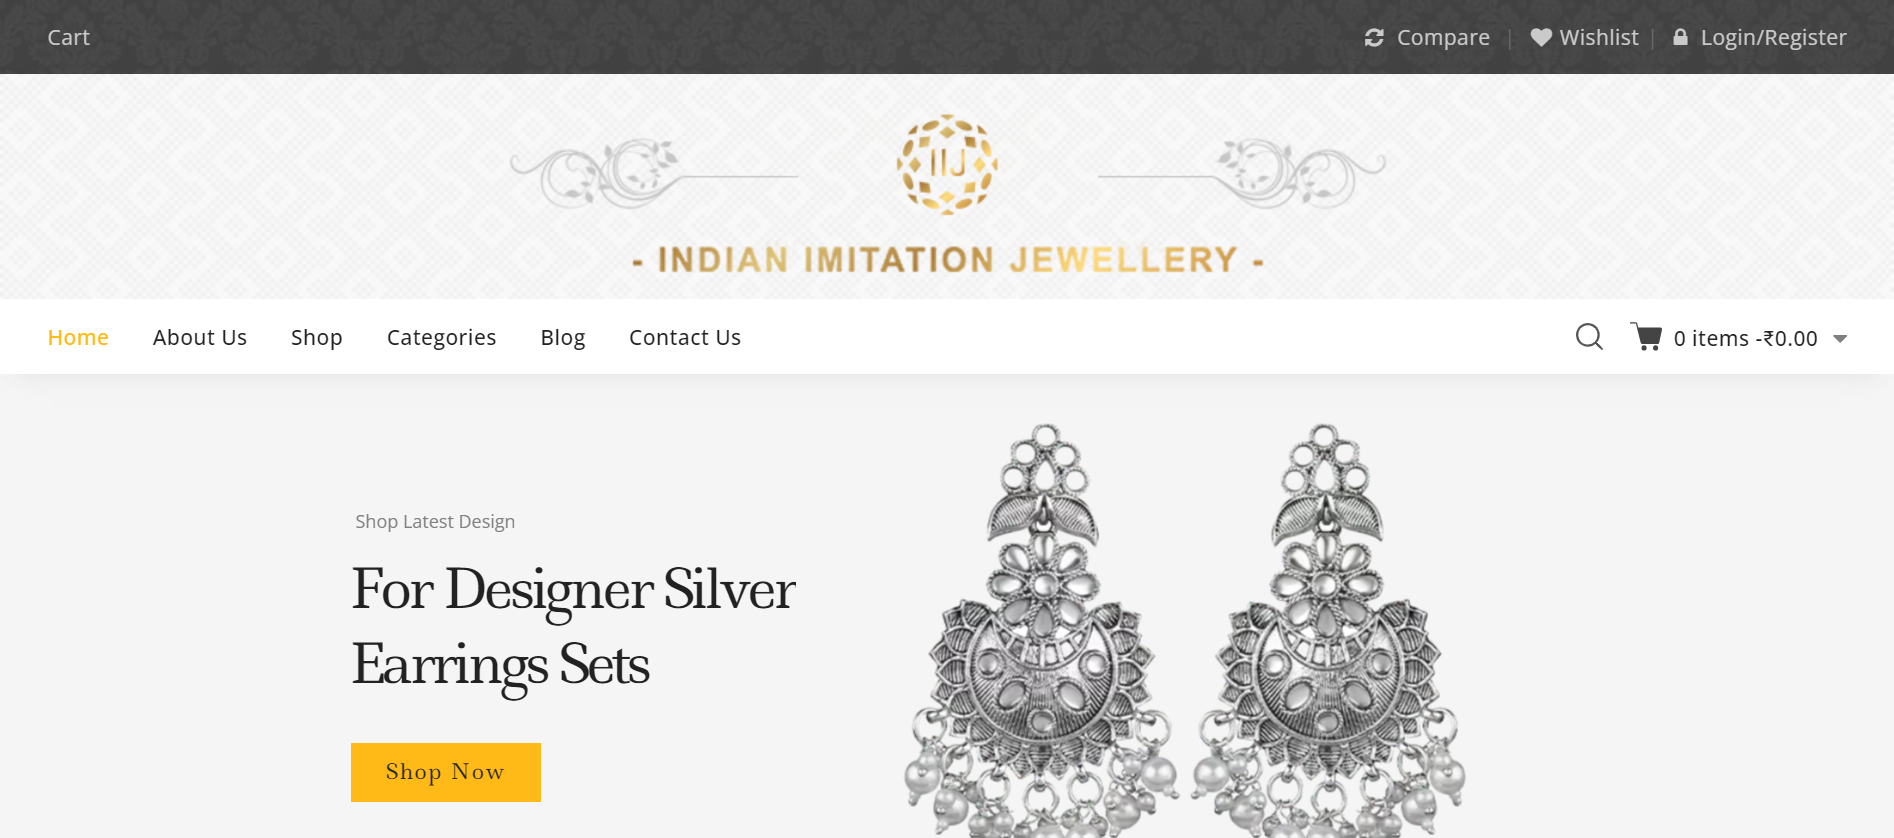 Cart
Compare | Wishlist | Login/Register
IIJ
- INDIAN IMITATION JEWELLERY -
Home About Us Shop Categories Blog Contact Us 0 items -₹0.00
Shop Latest Design
For Designer Silver
Earrings Sets
Shop Now